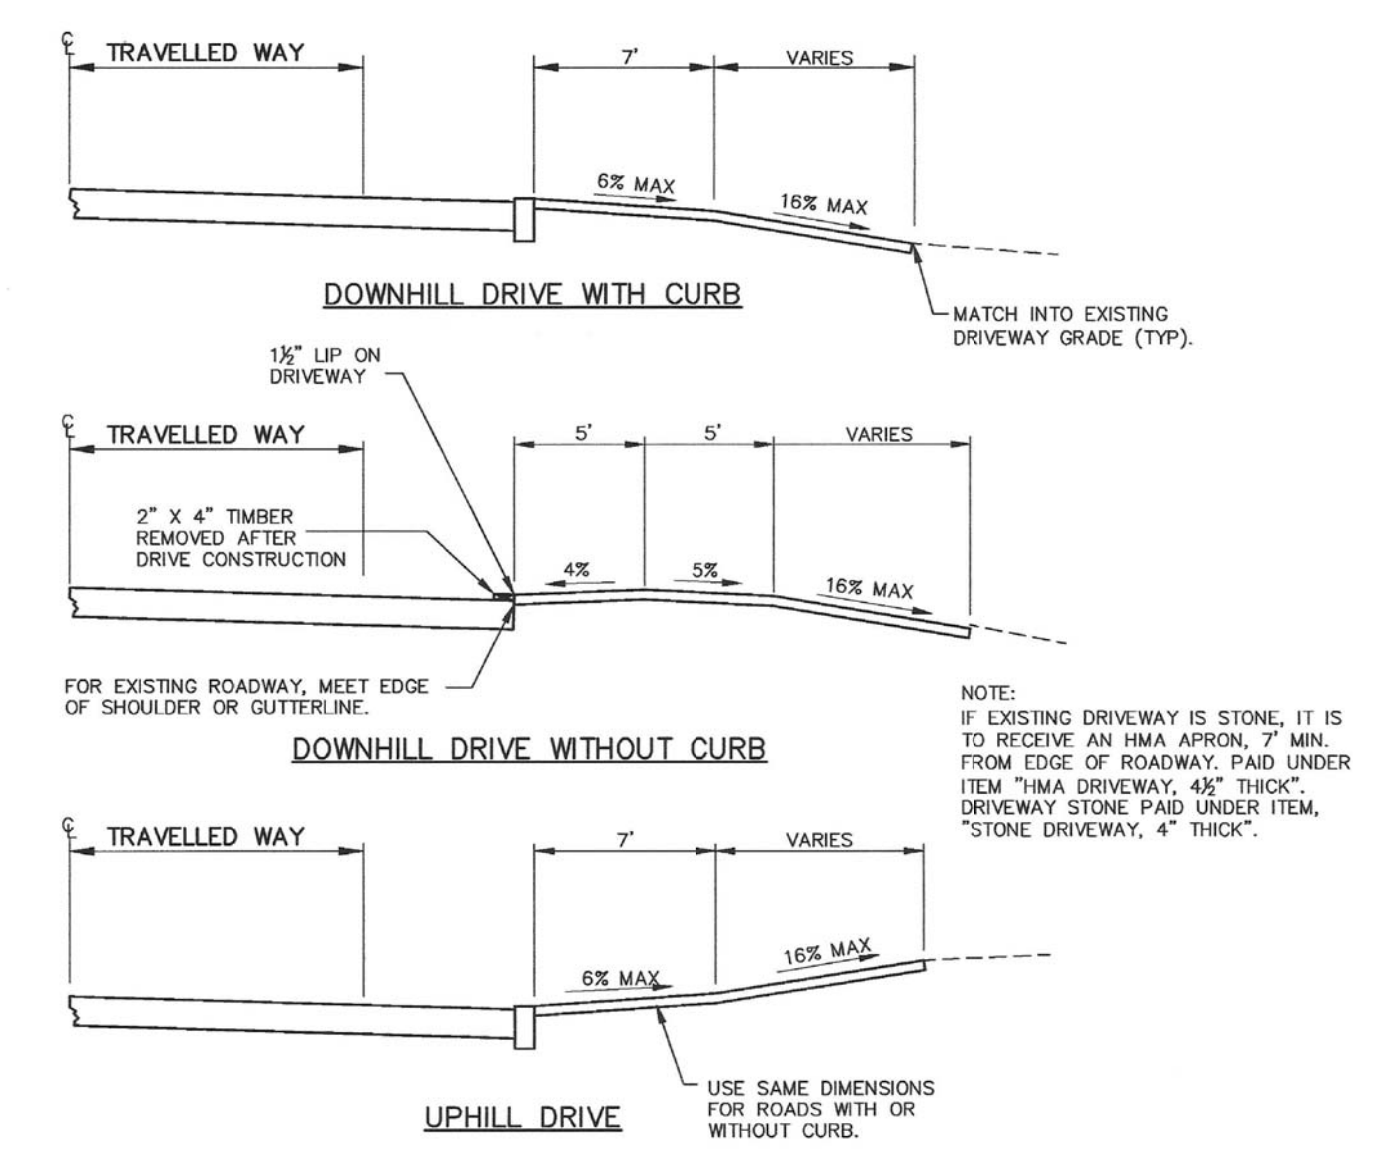 ℄
TRAVELLED WAY
7'
VARIES
6% MAX
16% MAX
DOWNHILL DRIVE WITH CURB
MATCH INTO EXISTING
DRIVEWAY GRADE (TYP).
1½" LIP ON
DRIVEWAY
℄
TRAVELLED WAY
5'
5'
VARIES
2" X 4" TIMBER
REMOVED AFTER
DRIVE CONSTRUCTION
4%
5%
16% MAX
FOR EXISTING ROADWAY, MEET EDGE
OF SHOULDER OR GUTTERLINE.
DOWNHILL DRIVE WITHOUT CURB
NOTE:
IF EXISTING DRIVEWAY IS STONE, IT IS
TO RECEIVE AN HMA APRON, 7' MIN.
FROM EDGE OF ROADWAY. PAID UNDER
ITEM "HMA DRIVEWAY, 4½" THICK".
DRIVEWAY STONE PAID UNDER ITEM,
"STONE DRIVEWAY, 4" THICK".
℄
TRAVELLED WAY
7'
VARIES
6% MAX
16% MAX
USE SAME DIMENSIONS
FOR ROADS WITH OR
WITHOUT CURB.
UPHILL DRIVE